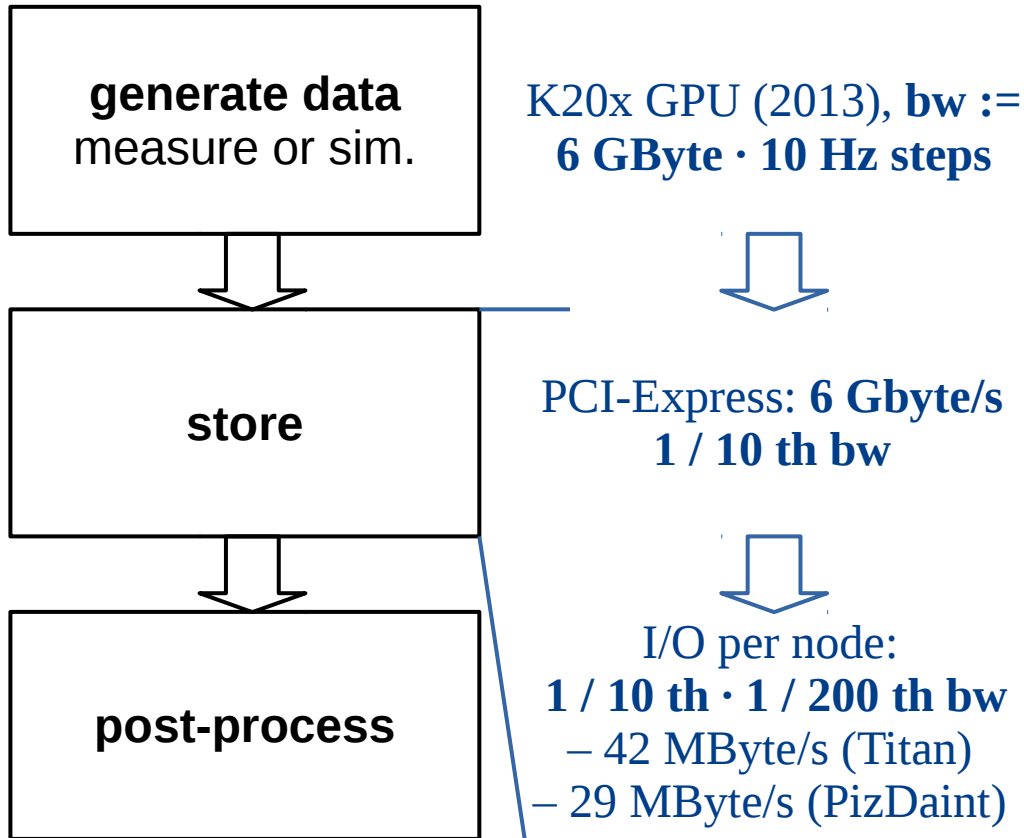 generate data
measure or sim.
K20x GPU (2013), bw :=
6 GByte · 10 Hz steps
store
PCI-Express: 6 Gbyte/s
1 / 10 th bw
post-process
I/O per node:
1 / 10 th · 1 / 200 th bw
– 42 MByte/s (Titan)
– 29 MByte/s (PizDaint)